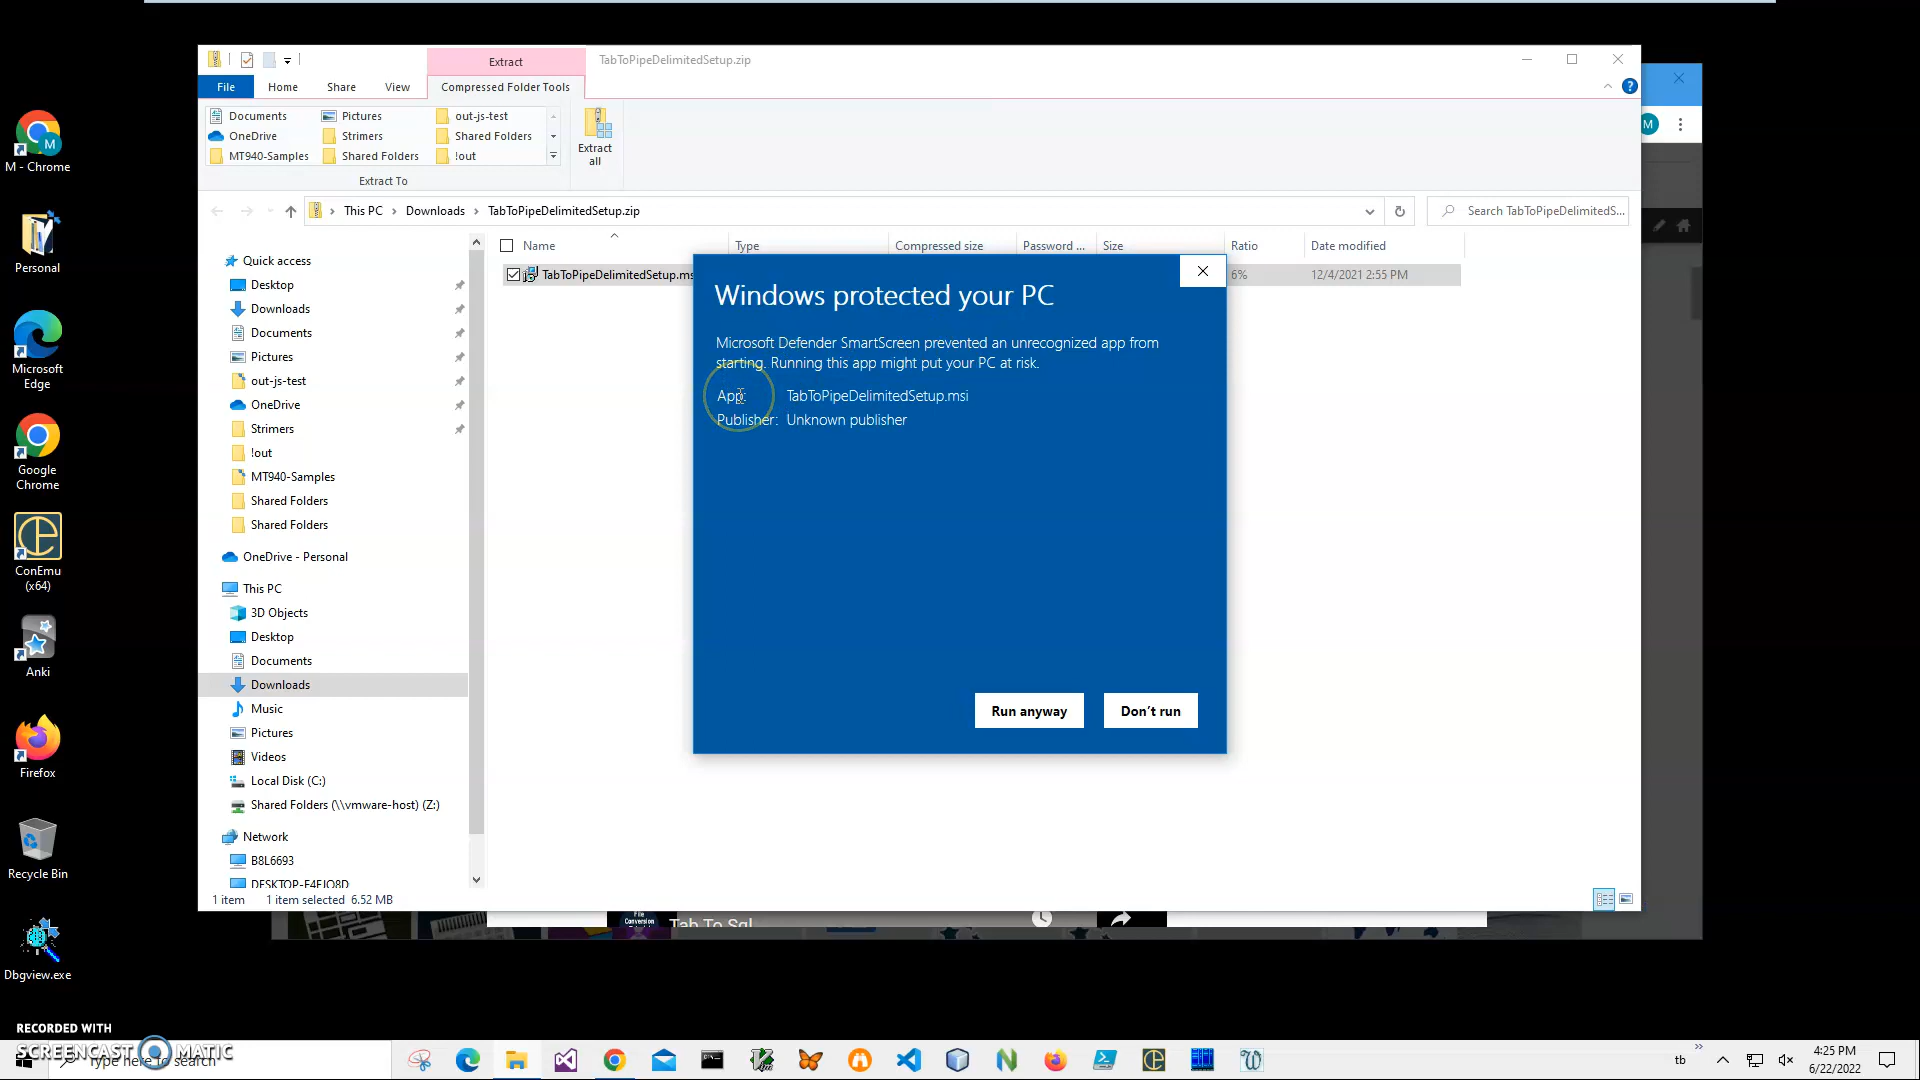 Extract
TabToPipeDelimitedSetup.zip
File
Home
Share
View
Compressed Folder Tools
Documents
Pictures
out-js-test
OneDrive
Strimers
Shared Folders
MT940-Samples
Shared Folders
!out
Extract To
Extract
all
This PC
Downloads
TabToPipeDelimitedSetup.zip
Search TabToPipeDelimitedS...
Name
Type
Compressed size
Password ...
Size
Ratio
Date modified
TabToPipeDelimitedSetup.ms
6%
12/4/2021 2:55 PM
Quick access
Desktop
Downloads
Documents
Pictures
out-js-test
OneDrive
Strimers
!out
MT940-Samples
Shared Folders
Shared Folders
OneDrive - Personal
This PC
3D Objects
Desktop
Documents
Downloads
Music
Pictures
Videos
Local Disk (C:)
Shared Folders (\\vmware-host) (Z:)
Network
B8L6693
DESKTOP-F4FJO8D
1 item
1 item selected 6.52 MB
Windows protected your PC
Microsoft Defender SmartScreen prevented an unrecognized app from
starting. Running this app might put your PC at risk.
App: TabToPipeDelimitedSetup.msi
Publisher: Unknown publisher
Run anyway
Don't run
M
M
M - Chrome
Personal
Microsoft
Edge
Google
Chrome
ConEmu
(x64)
Anki
Firefox
Recycle Bin
Dbgview.exe
File
Conversion
Tab To Sql
RECORDED WITH
SCREENCAST MATIC
Type here to search
tb
4:25 PM
6/22/2022